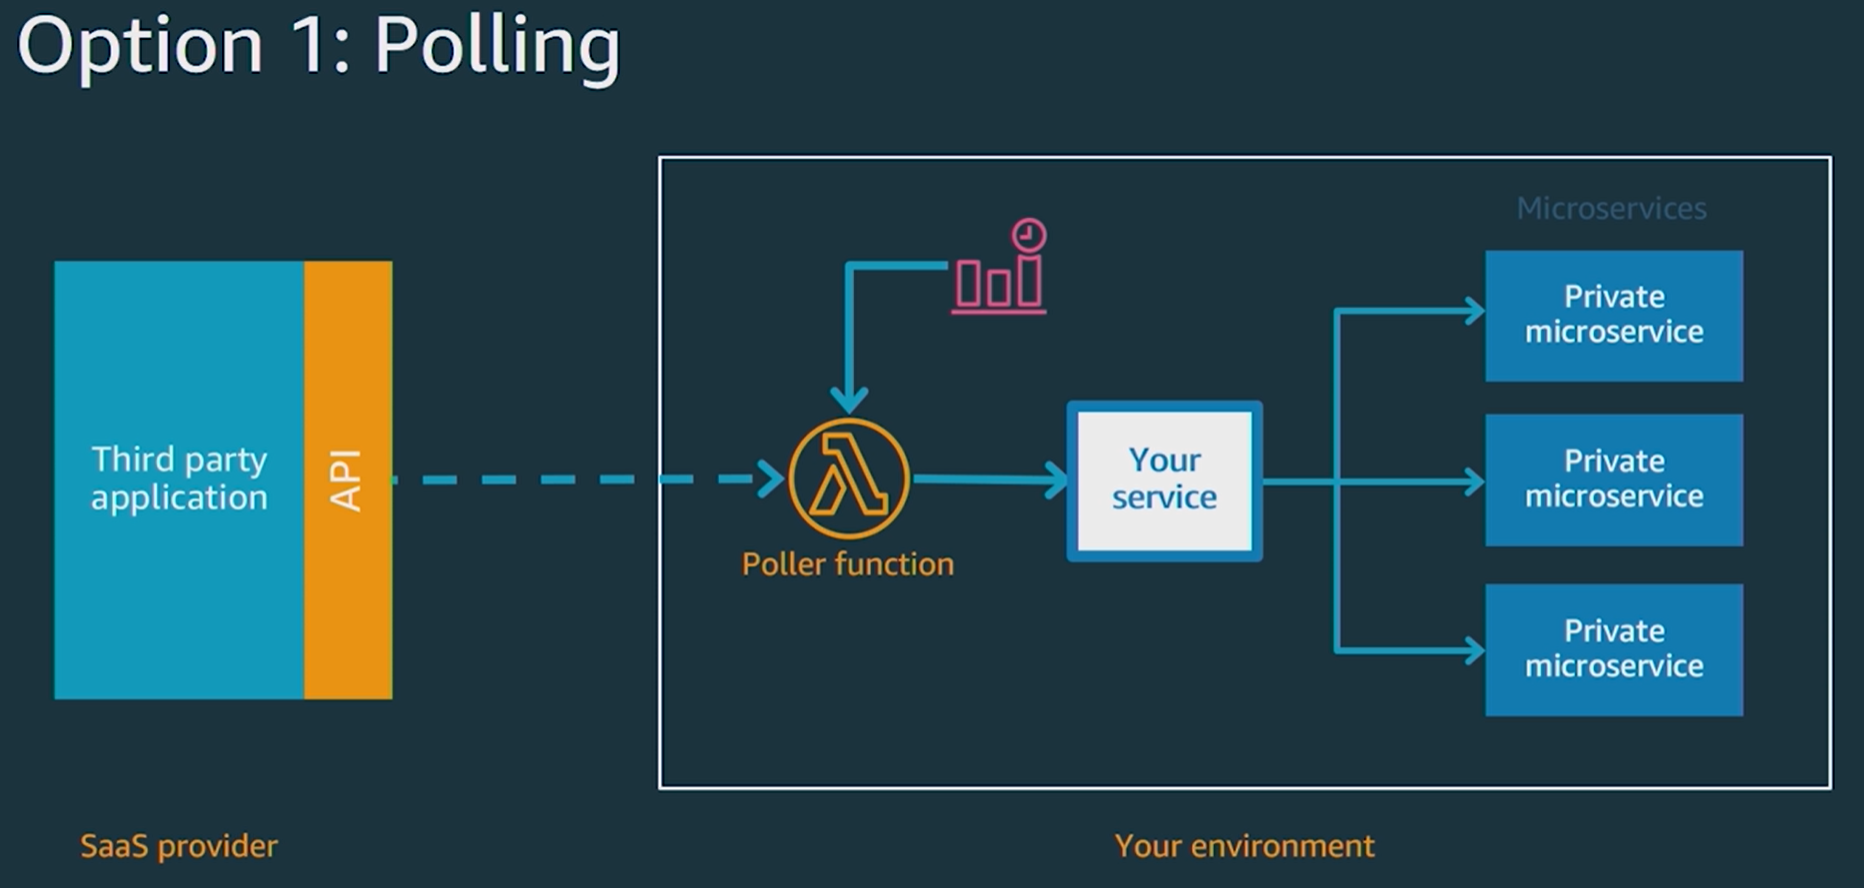 Option 1: Polling
Microservices
Third party
application
API
Poller function
Your
service
Private
microservice
Private
microservice
Private
microservice
SaaS provider
Your environment